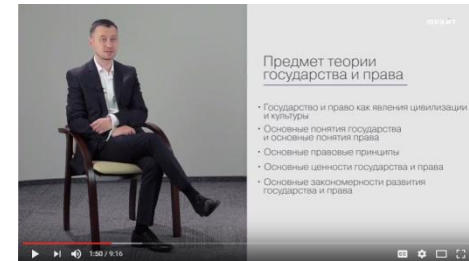 юрайт
Предмет теории
государства и права
• Государство и право как явления цивилизации
и культуры
• Основные понятия государства
и основные понятия права
• Основные правовые принципы
• Основные ценности государства и права
• Основные закономерности развития
государства и права
1:50 / 9:16